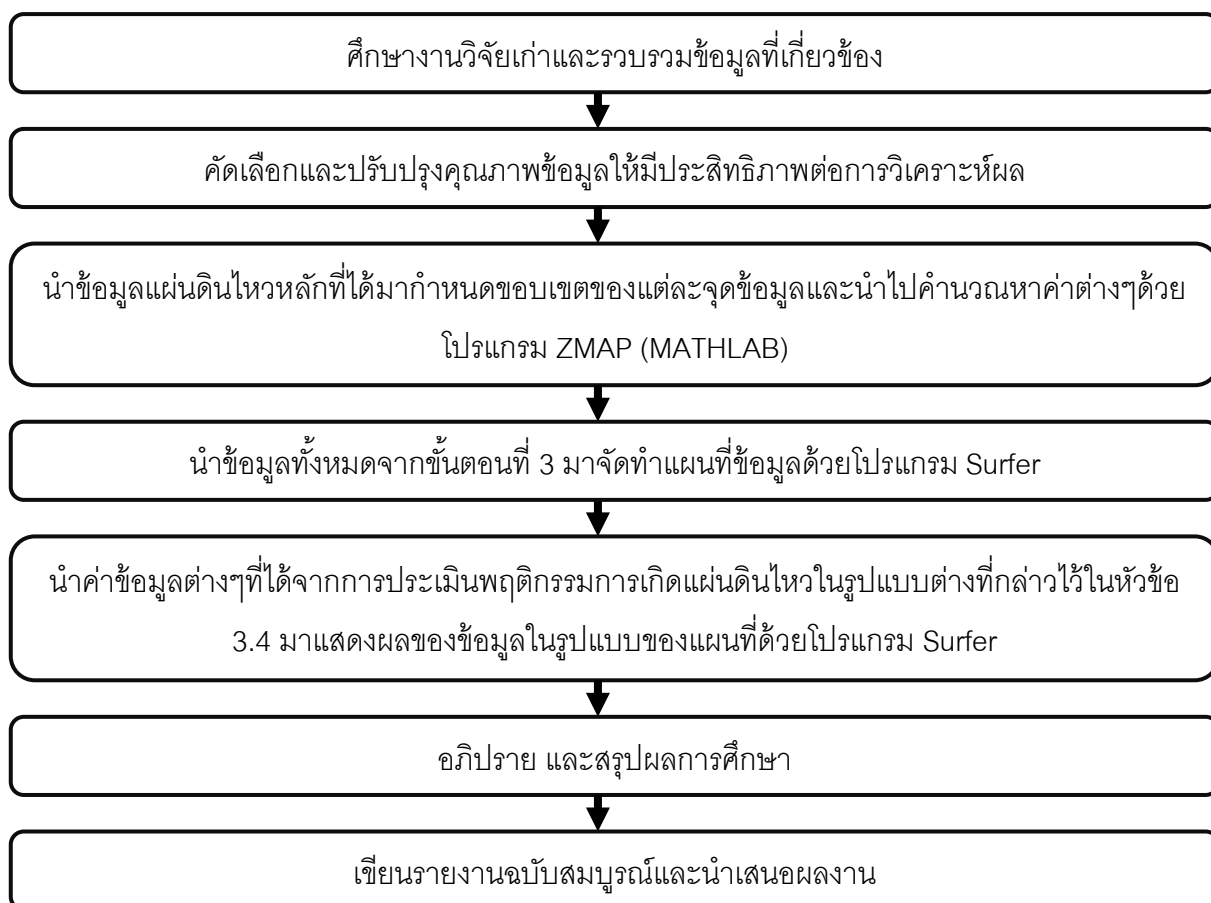 ศึกษางานวิจัยเก่าและรวบรวมข้อมูลที่เกี่ยวข้อง
คัดเลือกและปรับปรุงคุณภาพข้อมูลให้มีประสิทธิภาพต่อการวิเคราะห์ผล
นำข้อมูลแผ่นดินไหวหลักที่ได้มากำหนดขอบเขตของแต่ละจุดข้อมูลและนำไปคำนวณหาค่าต่างๆด้วย
โปรแกรม ZMAP (MATHLAB)
นำข้อมูลทั้งหมดจากขั้นตอนที่ 3 มาจัดทำแผนที่ข้อมูลด้วยโปรแกรม Surfer
นำค่าข้อมูลต่างๆที่ได้จากการประเมินพฤติกรรมการเกิดแผ่นดินไหวในรูปแบบต่างที่กล่าวไว้ในหัวข้อ
3.4 มาแสดงผลของข้อมูลในรูปแบบของแผนที่ด้วยโปรแกรม Surfer
อภิปราย และสรุปผลการศึกษา
เขียนรายงานฉบับสมบูรณ์และนำเสนอผลงาน